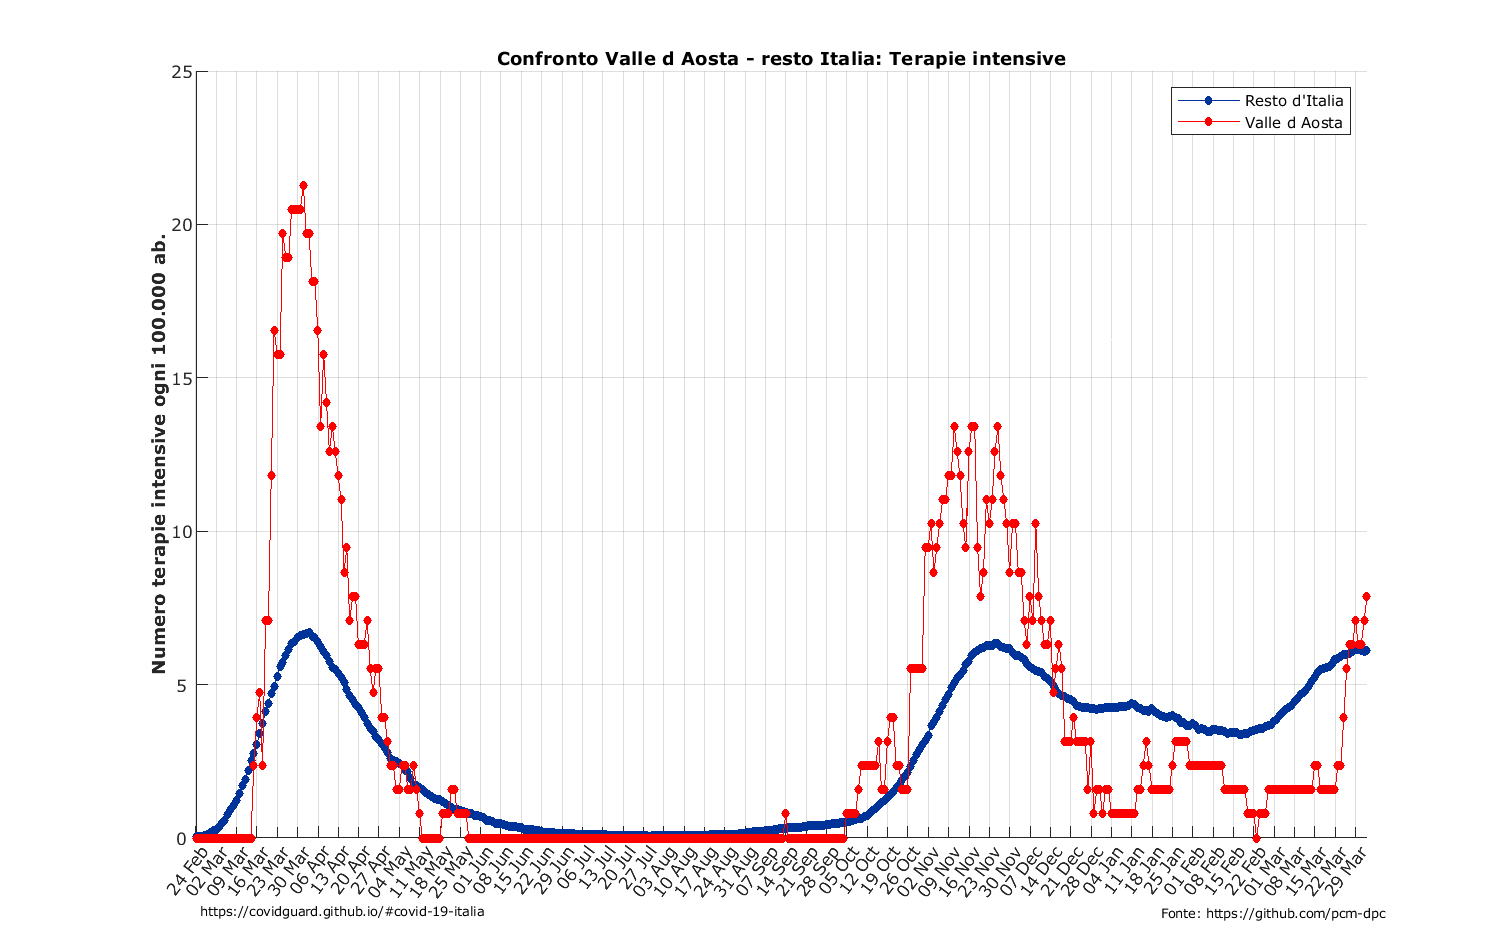 Confronto Valle d Aosta - resto Italia: Terapie intensive
Resto d'Italia
Valle d Aosta
Numero terapie intensive ogni 100.000 ab.
25
20
15
10
5
0
24 Feb
02 Mar
09 Mar
16 Mar
23 Mar
30 Mar
06 Apr
13 Apr
20 Apr
27 Apr
04 May
11 May
18 May
25 May
01 Jun
08 Jun
15 Jun
22 Jun
29 Jun
06 Jul
13 Jul
20 Jul
27 Jul
03 Aug
10 Aug
17 Aug
24 Aug
31 Aug
07 Sep
14 Sep
21 Sep
28 Sep
05 Oct
12 Oct
19 Oct
26 Oct
02 Nov
09 Nov
16 Nov
23 Nov
30 Nov
07 Dec
14 Dec
21 Dec
28 Dec
04 Jan
11 Jan
18 Jan
25 Jan
01 Feb
08 Feb
15 Feb
22 Feb
01 Mar
08 Mar
15 Mar
22 Mar
29 Mar
https://covidguard.github.io/#covid-19-italia
Fonte: https://github.com/pcm-dpc